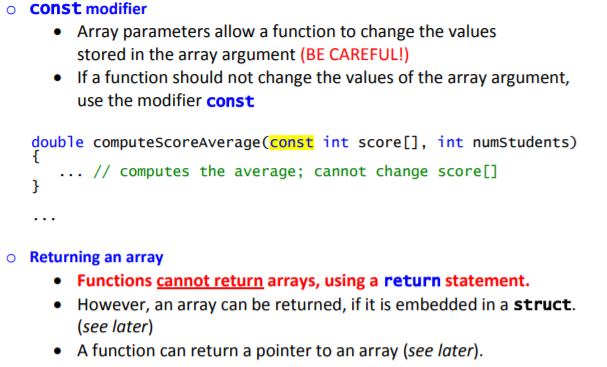 ○ const modifier
• Array parameters allow a function to change the values
stored in the array argument (BE CAREFUL!)
• If a function should not change the values of the array argument,
use the modifier const
double computeScoreAverage(const int score[], int numStudents)
{
... // computes the average; cannot change score[]
}
...
○ Returning an array
• Functions cannot return arrays, using a return statement.
• However, an array can be returned, if it is embedded in a struct.
(see later)
• A function can return a pointer to an array (see later).